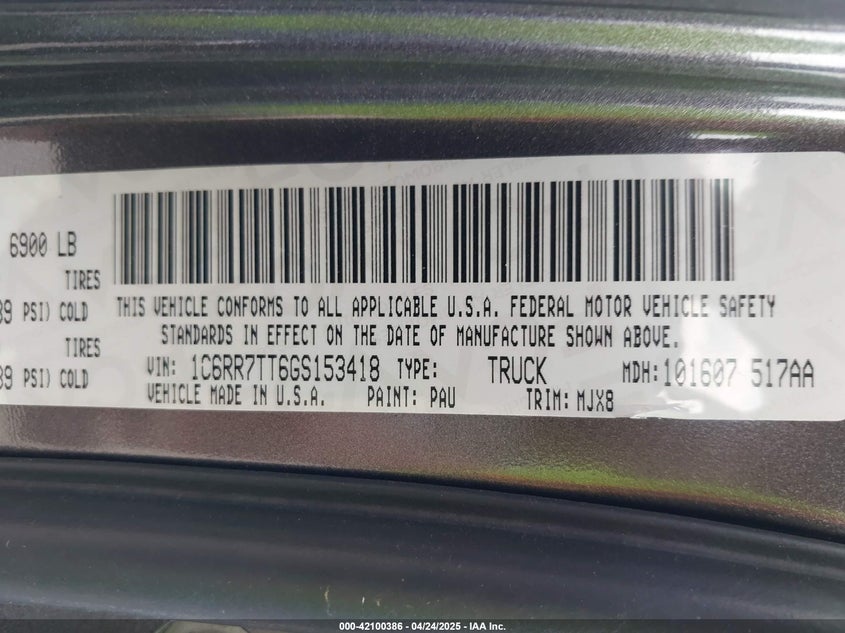 6900 LB
TIRES
39 PSI) COLD
TIRES
39 PSI) COLD
THIS VEHICLE CONFORMS TO ALL APPLICABLE U.S.A. FEDERAL MOTOR VEHICLE SAFETY
STANDARDS IN EFFECT ON THE DATE OF MANUFACTURE SHOWN ABOVE.
VIN: 1C6RR7TT6GS153418 TYPE: TRUCK MDH: 101607 517AA
VEHICLE MADE IN U.S.A. PAINT: PAU TRIM: MJX8
000-42100386 - 04/24/2025 - IAA Inc.